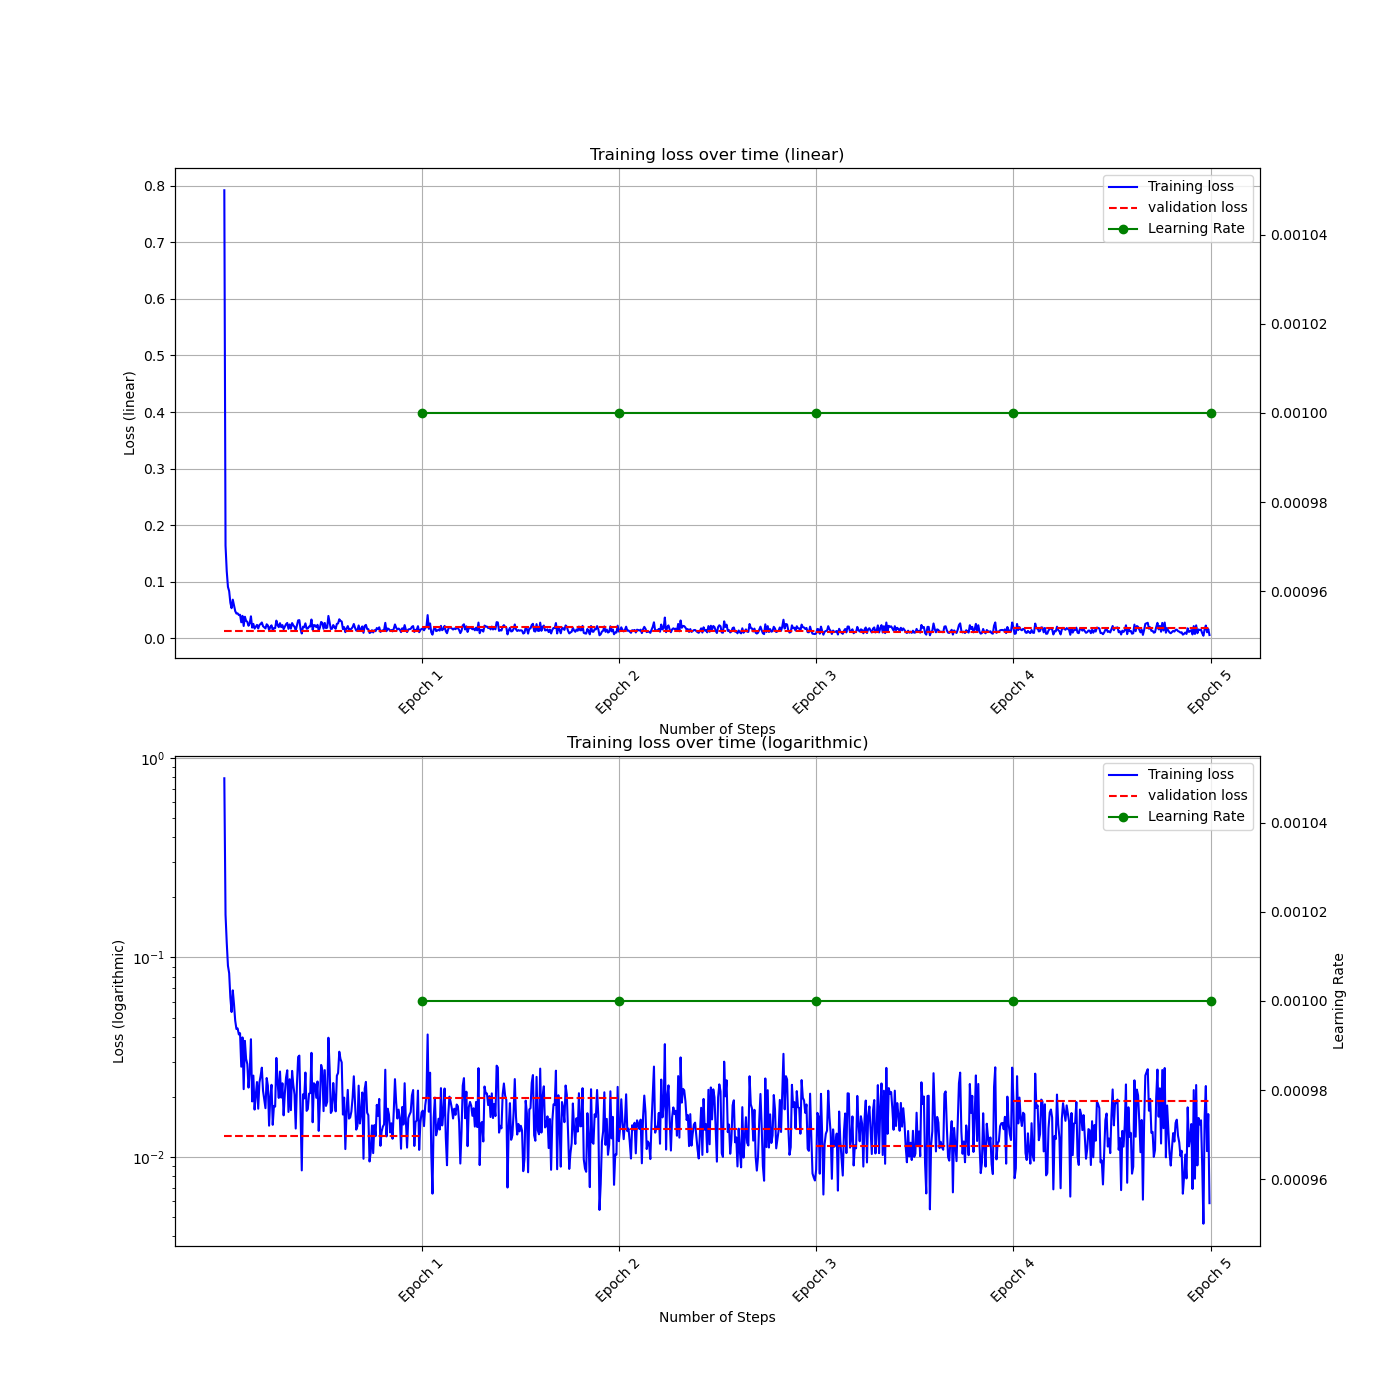 Training loss over time (linear)
0.8
0.7
0.6
0.5
0.4
0.3
0.2
0.1
0.0
Loss (linear)
Training loss
validation loss
Learning Rate
0.00104
0.00102
0.00100
0.00098
0.00096
Epoch 1
Epoch 2
Epoch 3
Epoch 4
Epoch 5
Number of Steps
Training loss over time (logarithmic)
10⁰
10⁻¹
10⁻²
Loss (logarithmic)
Training loss
validation loss
Learning Rate
0.00104
0.00102
0.00100
0.00098
0.00096
Learning Rate
Epoch 1
Epoch 2
Epoch 3
Epoch 4
Epoch 5
Number of Steps